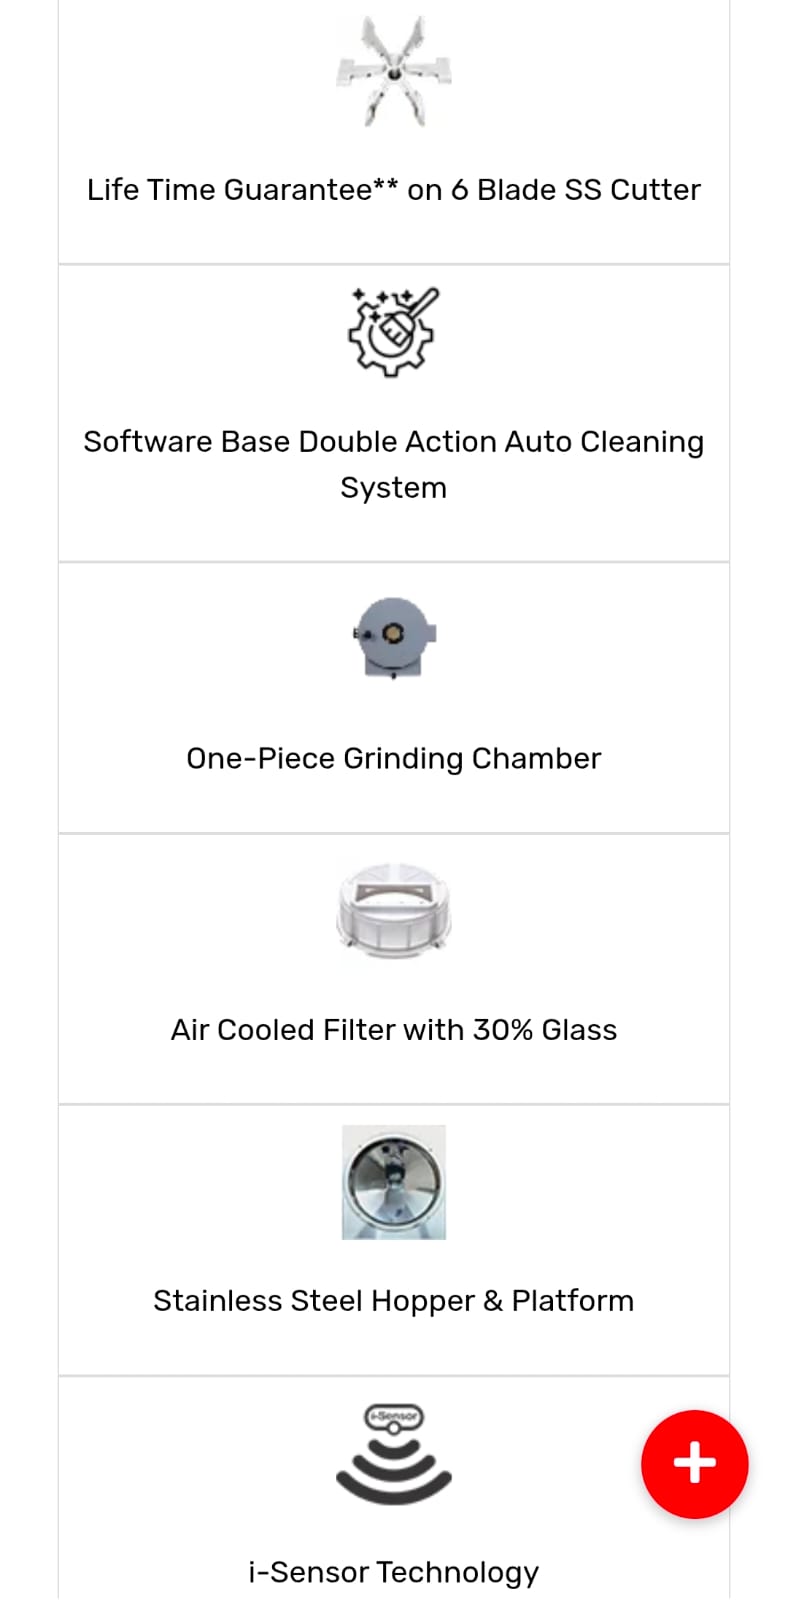 Life Time Guarantee** on 6 Blade SS Cutter
Software Base Double Action Auto Cleaning
System
One-Piece Grinding Chamber
Air Cooled Filter with 30% Glass
Stainless Steel Hopper & Platform
i-Sensor
i-Sensor Technology